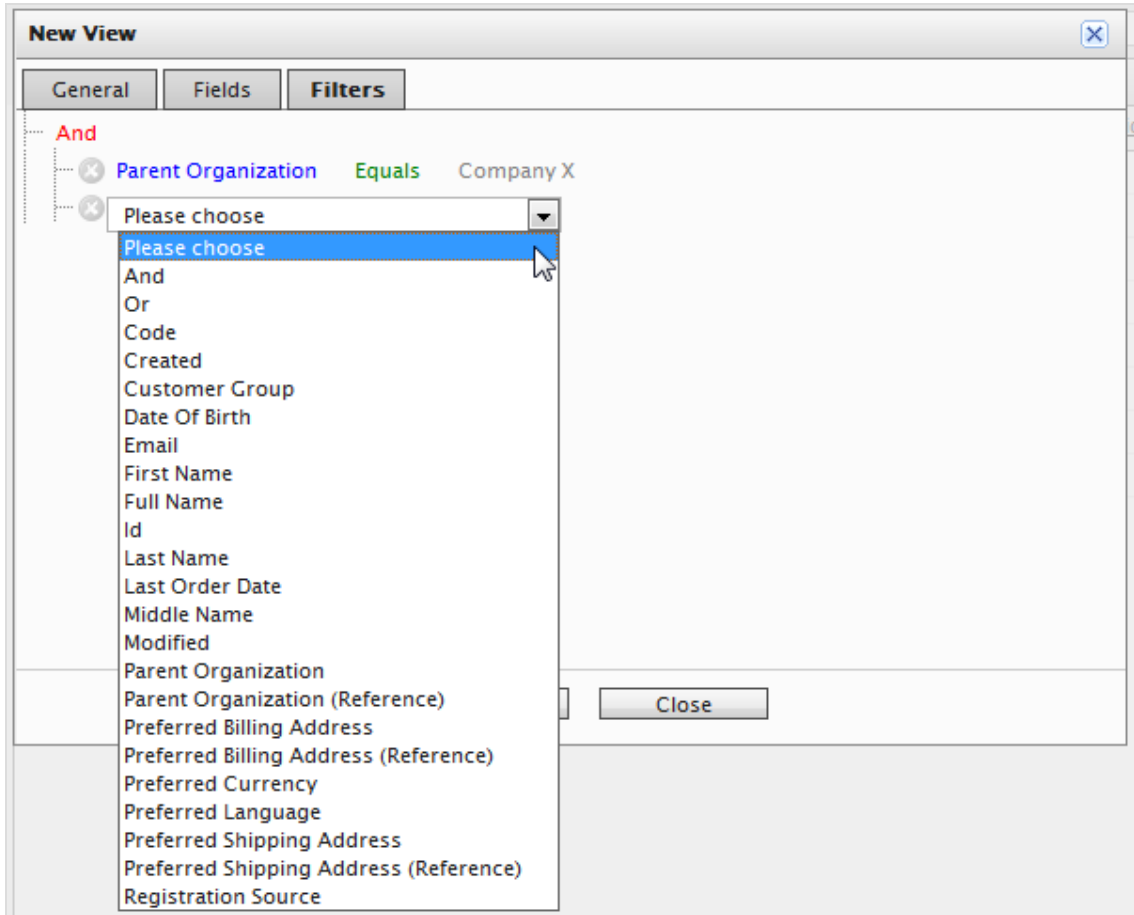 New View
General Fields Filters
And
Parent Organization Equals Company X
Please choose
Please choose
And
Or
Code
Created
Customer Group
Date Of Birth
Email
First Name
Full Name
Id
Last Name
Last Order Date
Middle Name
Modified
Parent Organization
Parent Organization (Reference)
Close
Preferred Billing Address
Preferred Billing Address (Reference)
Preferred Currency
Preferred Language
Preferred Shipping Address
Preferred Shipping Address (Reference)
Registration Source